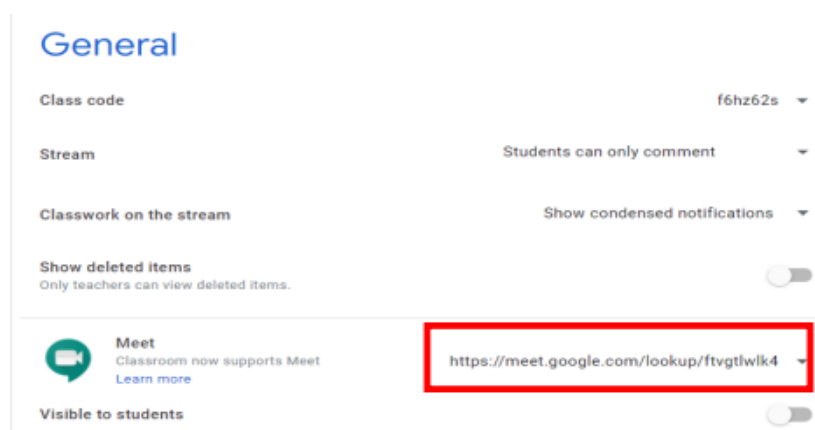 General
Class code f6hz62s
Stream Students can only comment
Classwork on the stream Show condensed notifications
Show deleted items
Only teachers can view deleted items.
Meet
Classroom now supports Meet
https://meet.google.com/lookup/ftvgtlwlk4
Learn more
Visible to students